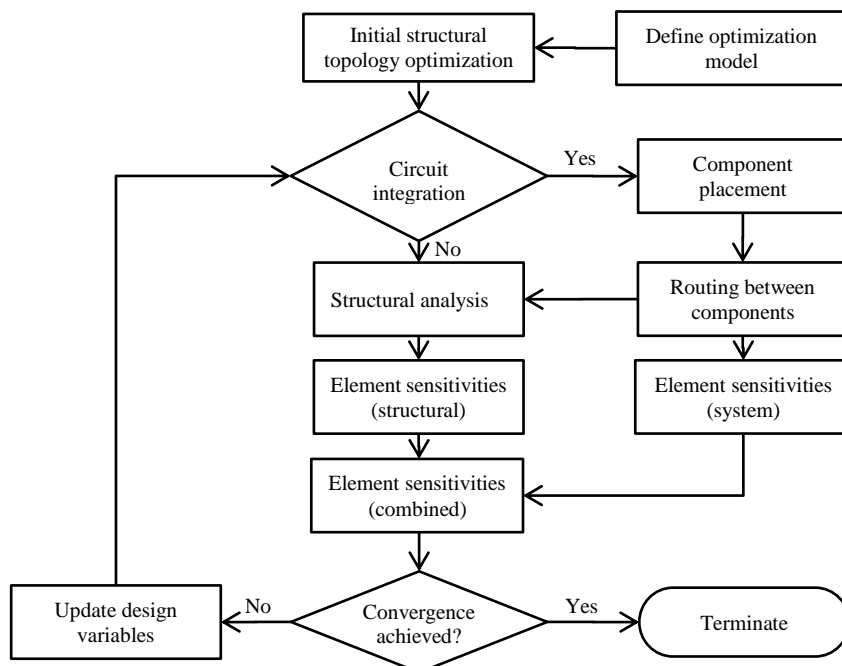 Initial structural
topology optimization
Define optimization
model
Circuit
integration
Yes
Component
placement
No
Structural analysis
Routing between
components
Element sensitivities
(structural)
Element sensitivities
(system)
Element sensitivities
(combined)
Update design
variables
No
Convergence
achieved?
Yes
Terminate